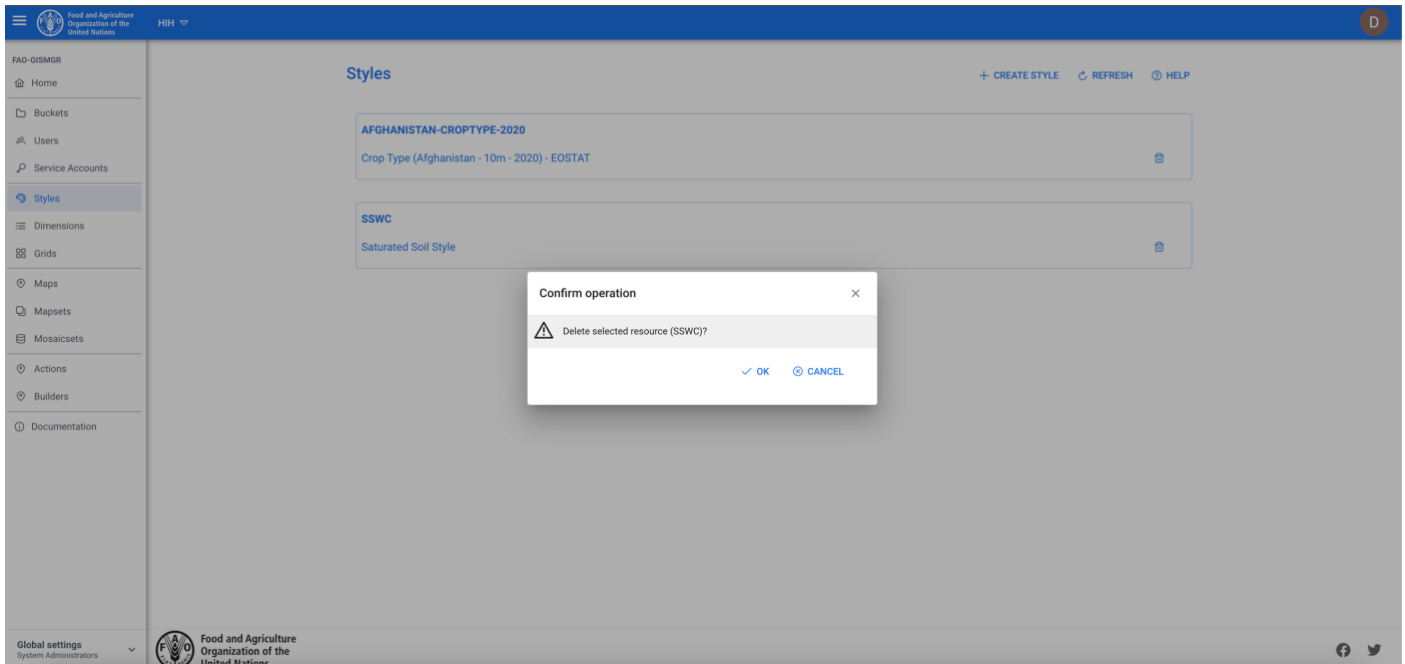 Food and Agriculture
Organization of the
United Nations
HIH
D
FAO-GISMGR
Home
Buckets
Users
Service Accounts
Styles
Dimensions
Grids
Maps
Mapsets
Mosaicsets
Actions
Builders
Documentation
Global settings
System Administrators
Styles
CREATE STYLE REFRESH HELP
AFGHANISTAN-CROPTYPE-2020
Crop Type (Afghanistan - 10m - 2020) - EOSTAT
SSWC
Saturated Soil Style
Confirm operation
Delete selected resource (SSWC)?
OK CANCEL
F A O
Food and Agriculture
Organization of the
United Nations